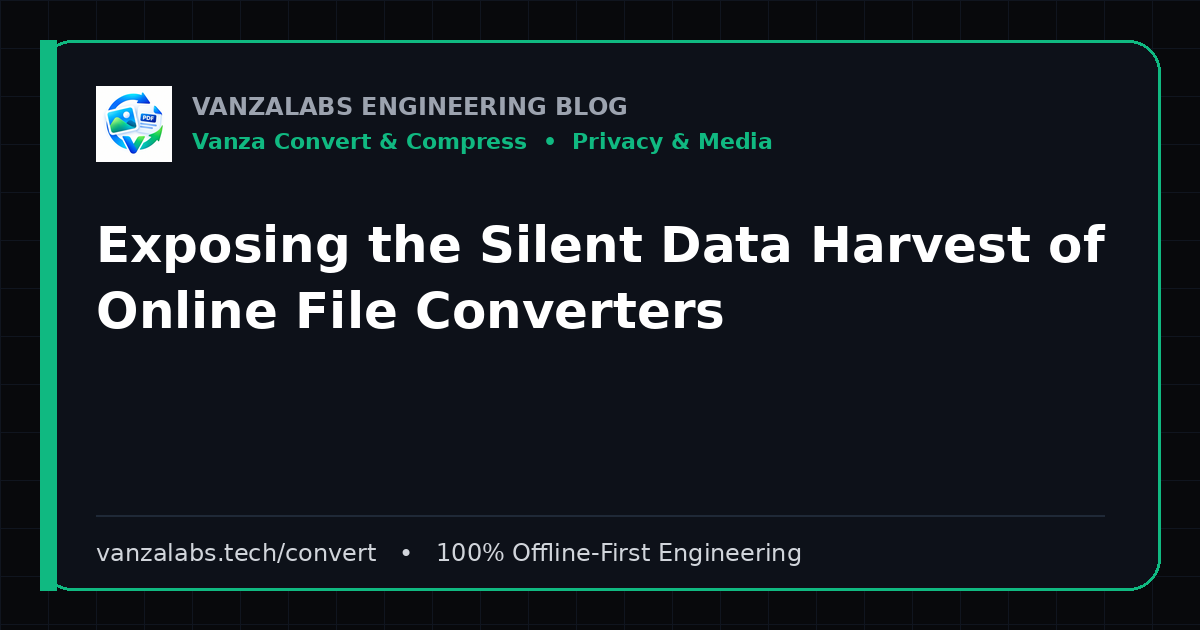 VANZALABS ENGINEERING BLOG
Vanza Convert & Compress • Privacy & Media
PDF
Exposing the Silent Data Harvest of
Online File Converters
vanzalabs.tech/convert • 100% Offline-First Engineering